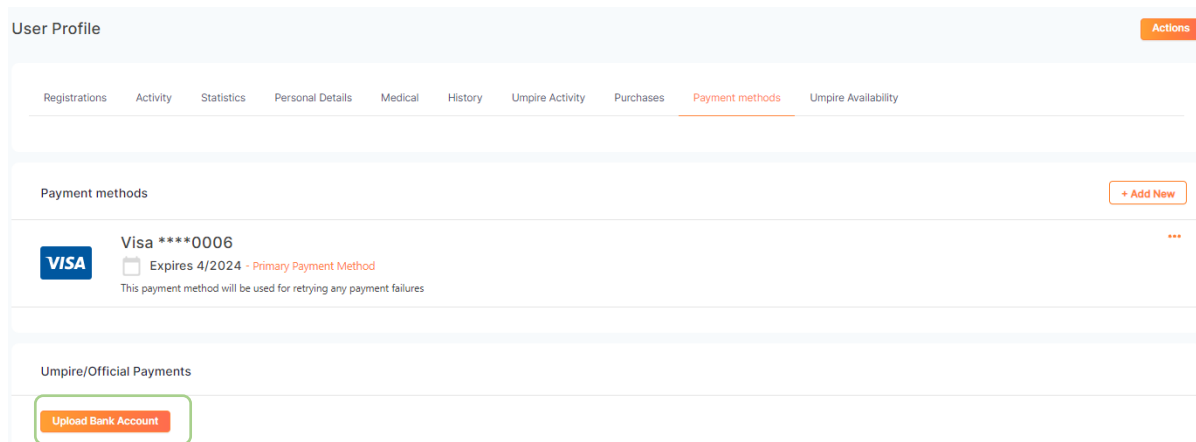 User Profile
Actions
Registrations Activity Statistics Personal Details Medical History Umpire Activity Purchases Payment methods Umpire Availability
Payment methods
+ Add New
Visa ****0006
VISA
Expires 4/2024 - Primary Payment Method
This payment method will be used for retrying any payment failures
Umpire/Official Payments
Upload Bank Account